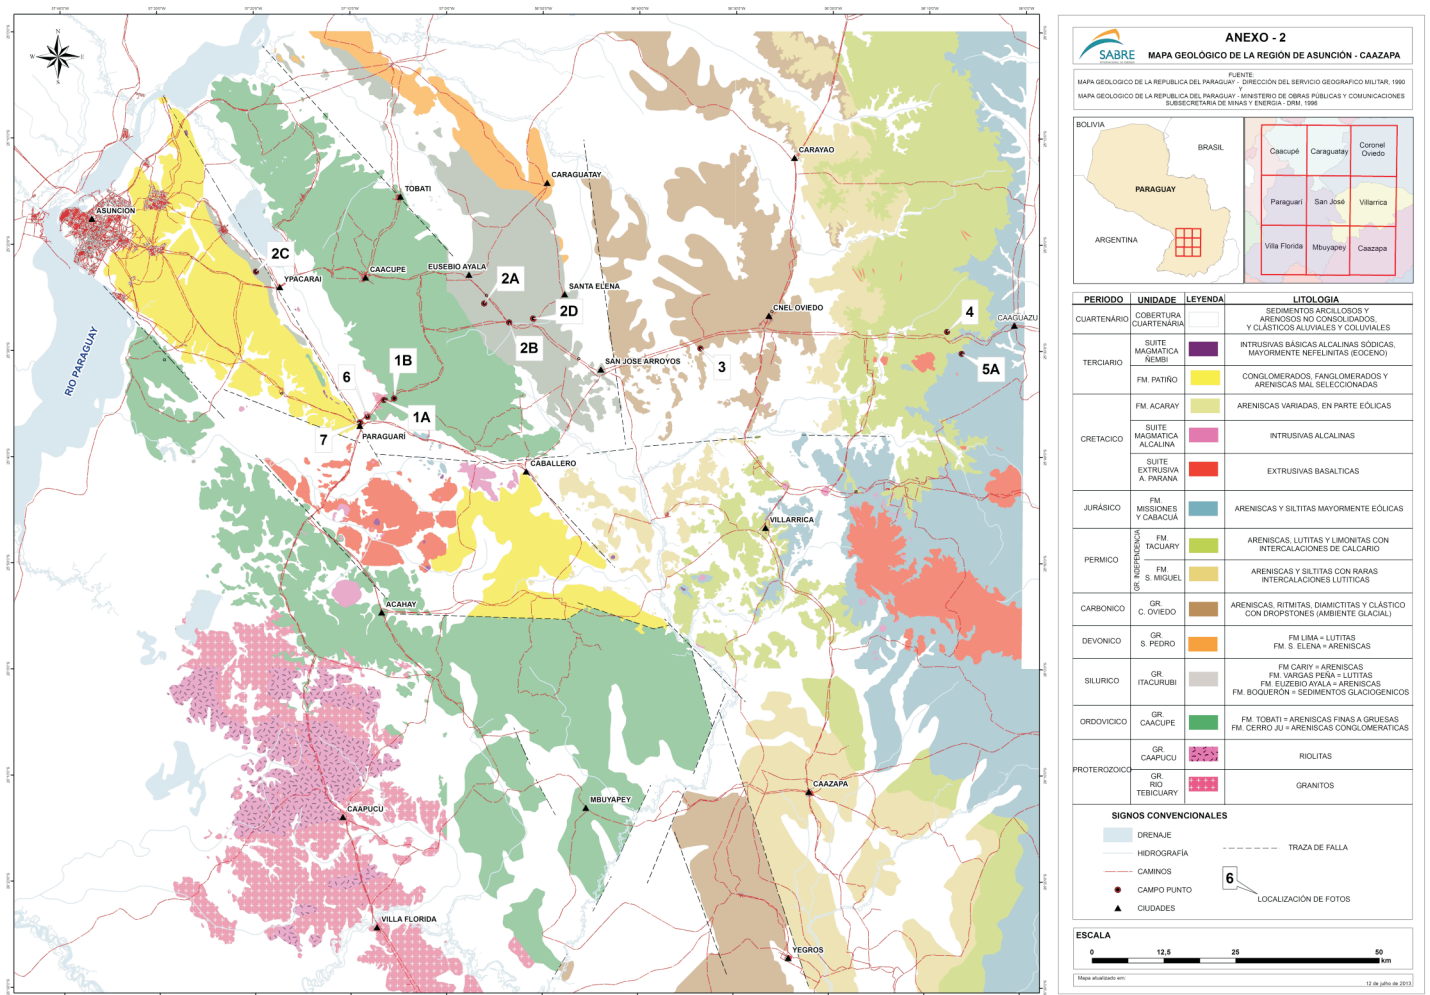 N
W
E
S
ASUNCION
RIO PARAGUAY
2C
YPACARAI
TOBATI
CAACUPE
EUSEBIO AYALA
CARAGUATAY
2A
SANTA ELENA
2D
2B
SAN JOSE ARROYOS
CARAYAO
CNEL OVIEDO
3
4
CAAGUAZU
5A
1B
6
1A
7
PARAGUARÍ
CABALLERO
VILLARRICA
ACAHAY
CAAZAPA
MBUYAPEY
CAAPUCU
VILLA FLORIDA
YEGROS
SABRE
ANEXO - 2
MAPA GEOLÓGICO DE LA REGIÓN DE ASUNCIÓN - CAAZAPA
FUENTE:
MAPA GEOLOGICO DE LA REPUBLICA DEL PARAGUAY - DIRECCIÓN DEL SERVICIO GEOGRAFICO MILITAR, 1990
Y
MAPA GEOLOGICO DE LA REPUBLICA DEL PARAGUAY - MINISTERIO DE OBRAS PÚBLICAS Y COMUNICACIONES
SUBSECRETARIA DE MINAS Y ENERGIA - DRM, 1996
BOLIVIA
BRASIL
PARAGUAY
ARGENTINA
Caacupé
Caraguatay
Coronel
Oviedo
Paraguarí
San José
Villarrica
Villa Florida
Mbuyapey
Caazapa
PERIODO UNIDADE LEYENDA LITOLOGIA
CUARTENÁRIO
COBERTURA
CUARTENÁRIA
SEDIMENTOS ARCILLOSOS Y
ARENOSOS NO CONSOLIDADOS,
Y CLÁSTICOS ALUVIALES Y COLUVIALES
TERCIARIO
SUITE
MAGMATICA
ÑEMBI
INTRUSIVAS BÁSICAS ALCALINAS SÓDICAS,
MAYORMENTE NEFELINITAS (EOCENO)
FM. PATIÑO
CONGLOMERADOS, FANGLOMERADOS Y
ARENISCAS MAL SELECCIONADAS
CRETACICO
FM. ACARAY
ARENISCAS VARIADAS, EN PARTE EÓLICAS
SUITE
MAGMATICA
ALCALINA
INTRUSIVAS ALCALINAS
SUITE
EXTRUSIVA
A. PARANA
EXTRUSIVAS BASALTICAS
JURÁSICO
FM.
MISSIONES
Y CABACUÁ
ARENISCAS Y SILTITAS MAYORMENTE EÓLICAS
PERMICO
GR. INDEPENDENCIA
FM.
TACUARY
ARENISCAS, LUTITAS Y LIMONITAS CON
INTERCALACIONES DE CALCARIO
FM.
S. MIGUEL
ARENISCAS Y SILTITAS CON RARAS
INTERCALACIONES LUTITICAS
CARBONICO
GR.
C. OVIEDO
ARENISCAS, RITMITAS, DIAMICTITAS Y CLÁSTICO
CON DROPSTONES (AMBIENTE GLACIAL)
DEVONICO
GR.
S. PEDRO
FM LIMA = LUTITAS
FM. S. ELENA = ARENISCAS
SILURICO
GR.
ITACURUBI
FM CARIY = ARENISCAS
FM. VARGAS PEÑA = LUTITAS
FM. EUZEBIO AYALA = ARENISCAS
FM. BOQUERÓN = SEDIMENTOS GLACIOGENICOS
ORDOVICICO
GR.
CAACUPE
FM. TOBATI = ARENISCAS FINAS A GRUESAS
FM. CERRO JU = ARENISCAS CONGLOMERATICAS
PROTEROZOICO
GR.
CAAPUCU
RIOLITAS
GR.
RIO
TEBICUARY
GRANITOS
SIGNOS CONVENCIONALES
DRENAJE
HIDROGRAFÍA
CAMINOS
CAMPO PUNTO
CIUDADES
TRAZA DE FALLA
6
LOCALIZACIÓN DE FOTOS
ESCALA
0 12,5 25 50
km
Mapa atualizado em:
12 de julho de 2013